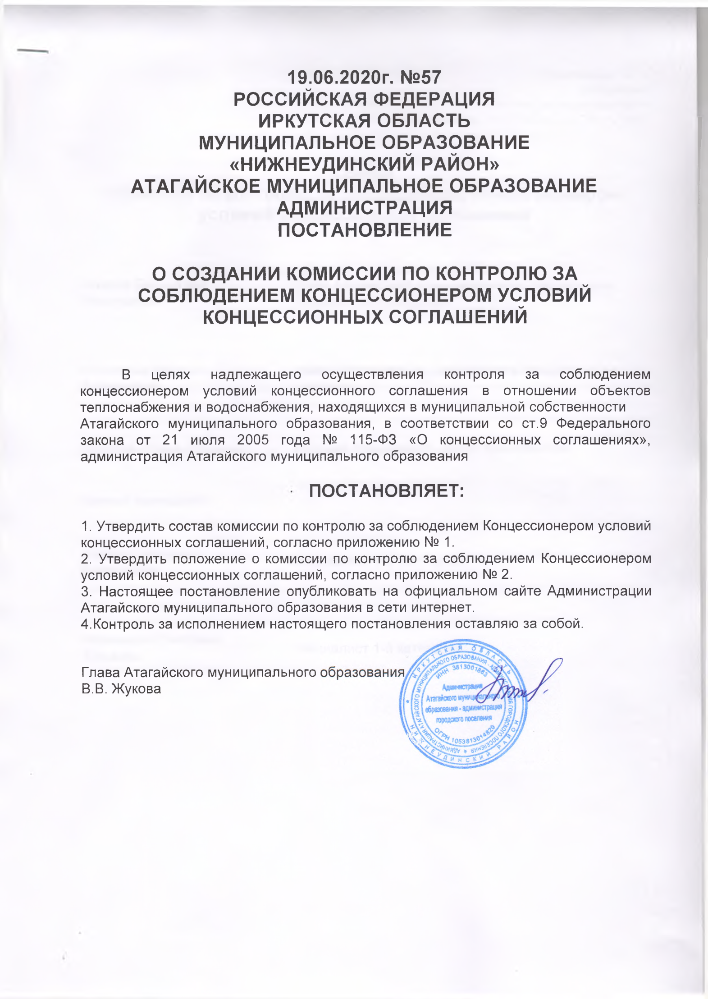 19.06.2020г. №57
РОССИЙСКАЯ ФЕДЕРАЦИЯ
ИРКУТСКАЯ ОБЛАСТЬ
МУНИЦИПАЛЬНОЕ ОБРАЗОВАНИЕ
«НИЖНЕУДИНСКИЙ РАЙОН»
АТАГАЙСКОЕ МУНИЦИПАЛЬНОЕ ОБРАЗОВАНИЕ
АДМИНИСТРАЦИЯ
ПОСТАНОВЛЕНИЕ
О СОЗДАНИИ КОМИССИИ ПО КОНТРОЛЮ ЗА
СОБЛЮДЕНИЕМ КОНЦЕССИОНЕРОМ УСЛОВИЙ
КОНЦЕССИОННЫХ СОГЛАШЕНИЙ
В целях надлежащего осуществления контроля за соблюдением
концессионером условий концессионного соглашения в отношении объектов
теплоснабжения и водоснабжения, находящихся в муниципальной собственности
Атагайского муниципального образования, в соответствии со ст.9 Федерального
закона от 21 июля 2005 года № 115-ФЗ «О концессионных соглашениях»,
администрация Атагайского муниципального образования
ПОСТАНОВЛЯЕТ:
1. Утвердить состав комиссии по контролю за соблюдением Концессионером условий
концессионных соглашений, согласно приложению № 1.
2. Утвердить положение о комиссии по контролю за соблюдением Концессионером
условий концессионных соглашений, согласно приложению № 2.
3. Настоящее постановление опубликовать на официальном сайте Администрации
Атагайского муниципального образования в сети интернет.
4.Контроль за исполнением настоящего постановления оставляю за собой.
Глава Атагайского муниципального образования
В.В. Жукова
ИРКУТСКАЯ ОБЛАСТЬ
НИЖНЕУДИНСКИЙ РАЙОН
АДМИНИСТРАЦИЯ АТАГАЙСКОГО МУНИЦИПАЛЬНОГО ОБРАЗОВАНИЯ - АДМИНИСТРАЦИЯ ГОРОДСКОГО ПОСЕЛЕНИЯ
ИНН 3813001863
Администрация
Атагайского муниципального
образования - администрация
городского поселения
ОГРН 1053813014820